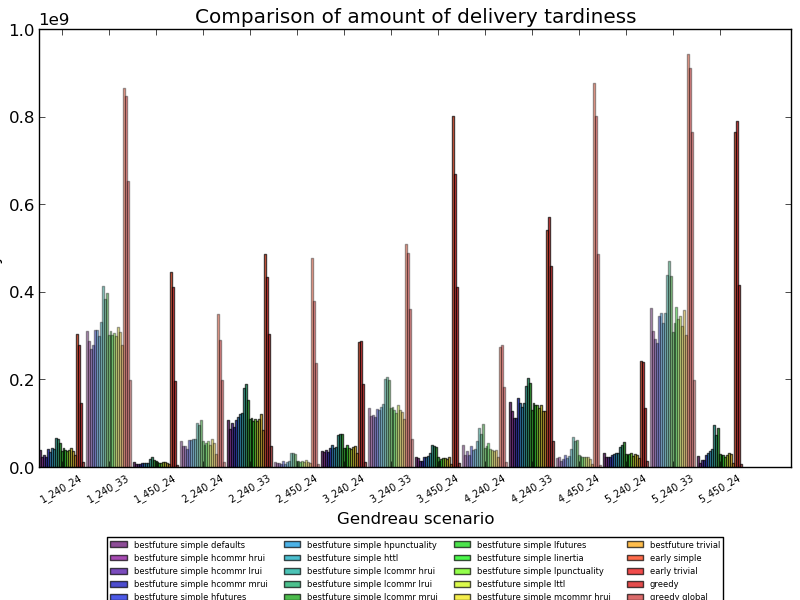 Comparison of amount of delivery tardiness
1e9
1.0
0.8
0.6
0.4
0.2
0.0
1_240_24
1_240_33
1_450_24
2_240_24
2_240_33
2_450_24
3_240_24
3_240_33
3_450_24
4_240_24
4_240_33
4_450_24
5_240_24
5_240_33
5_450_24
Gendreau scenario
bestfuture simple defaults
bestfuture simple hcommr hrui
bestfuture simple hcommr lrui
bestfuture simple hcommr mrui
bestfuture simple hfutures
bestfuture simple hpunctuality
bestfuture simple httl
bestfuture simple lcommr hrui
bestfuture simple lcommr lrui
bestfuture simple lcommr mrui
bestfuture simple lfutures
bestfuture simple linertia
bestfuture simple lpunctuality
bestfuture simple lttl
bestfuture simple mcommr hrui
bestfuture trivial
early simple
early trivial
greedy
greedy global